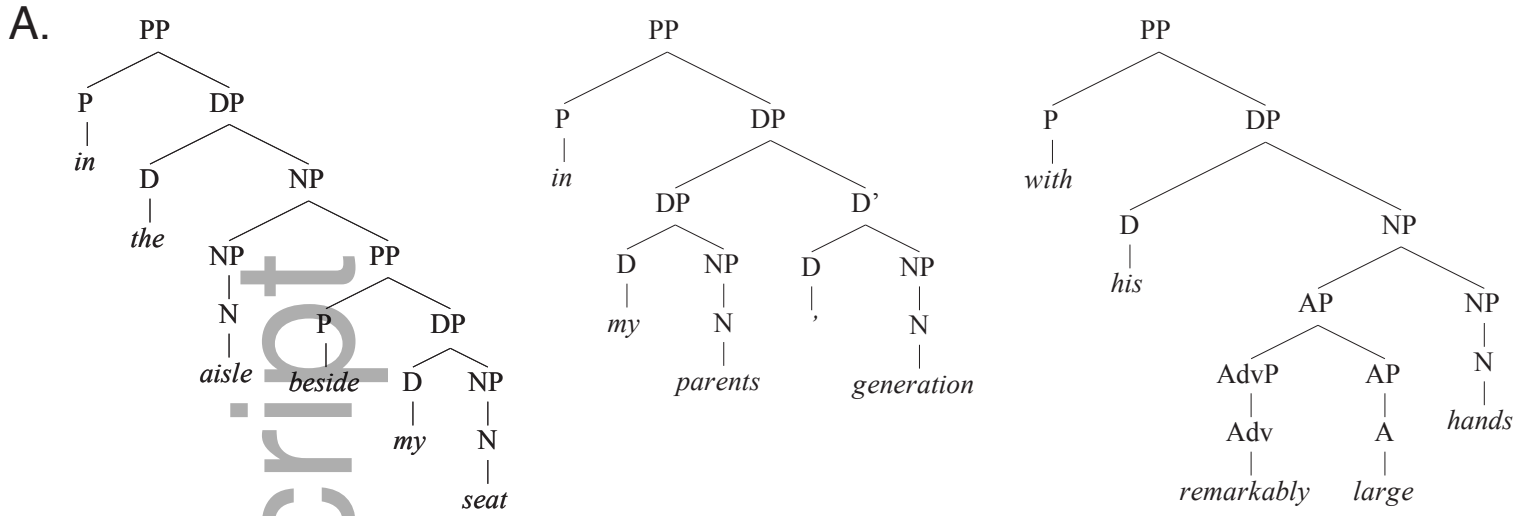 A.
PP PP PP
P DP
P DP P DP
in
in with
D NP
DP D’
D NP
the
his
NP PP
D NP D NP
AP NP
N P DP
my N ’ N
N
aisle beside D NP
parents generation
AdvP AP
hands
my N
Adv A
seat
remarkably large
cript